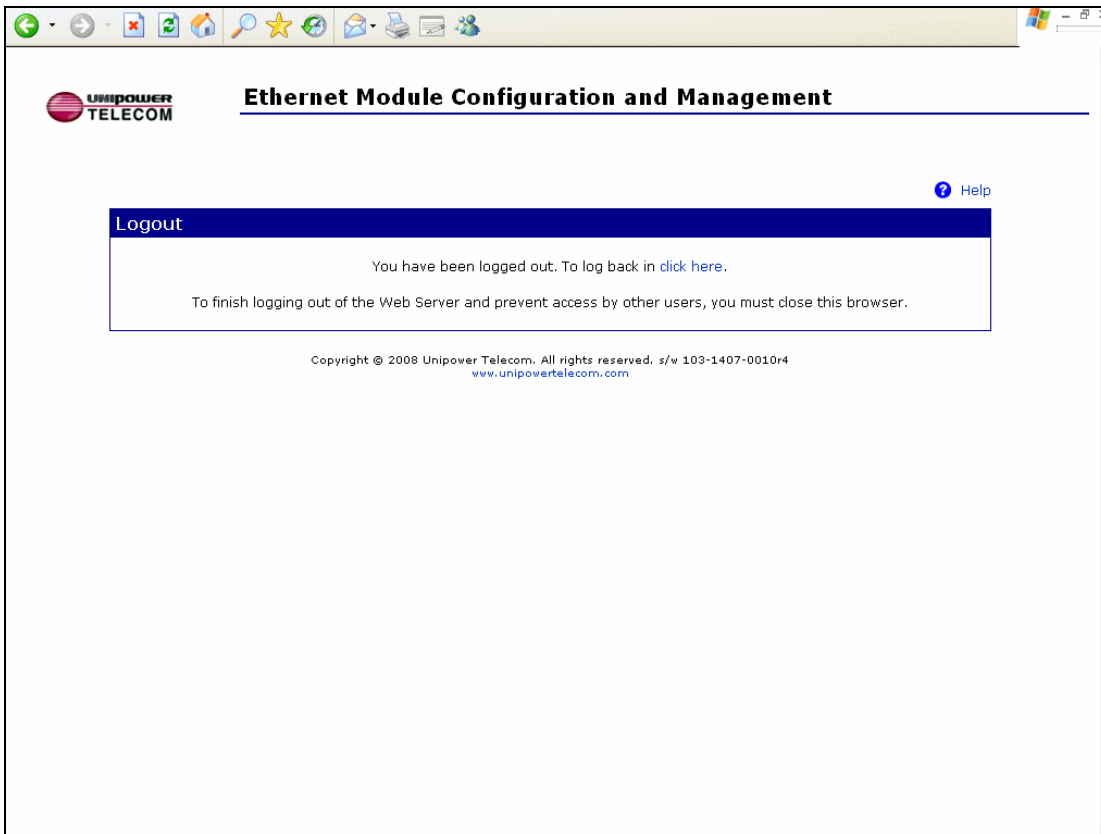 UNIPOWER
TELECOM
Ethernet Module Configuration and Management
? Help
Logout
You have been logged out. To log back in click here.
To finish logging out of the Web Server and prevent access by other users, you must close this browser.
Copyright © 2008 Unipower Telecom. All rights reserved. s/w 103-1407-0010r4
www.unipowertelecom.com